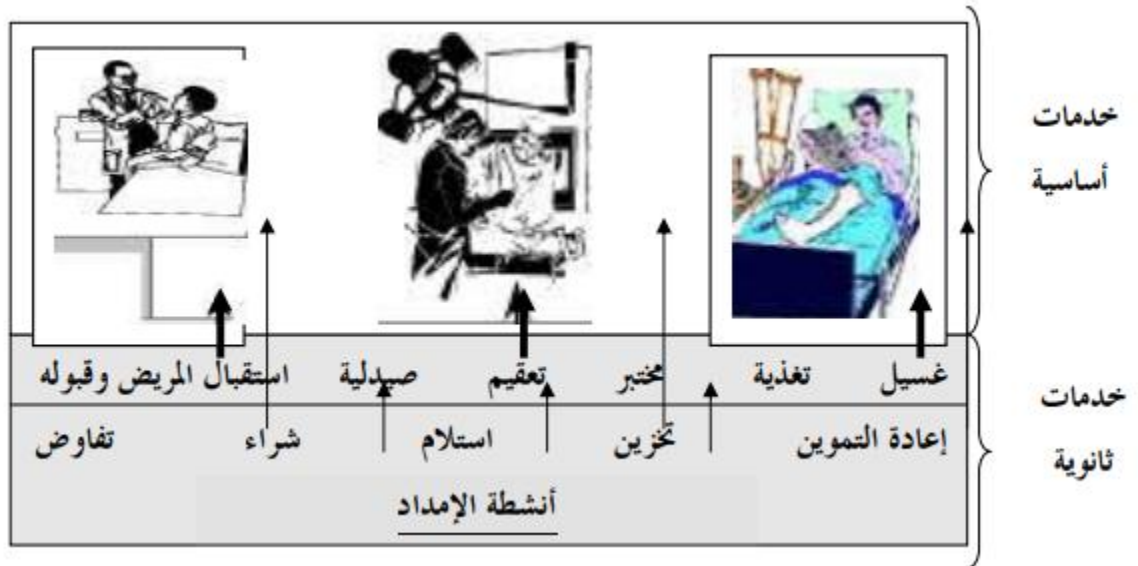 خدمات
أساسية
غسيل تغذية مختبر تعقيم صيدلية استقبال المريض وقبوله
خدمات
ثانوية
إعادة التموين تخزين استلام شراء تفاوض
أنشطة الإمداد